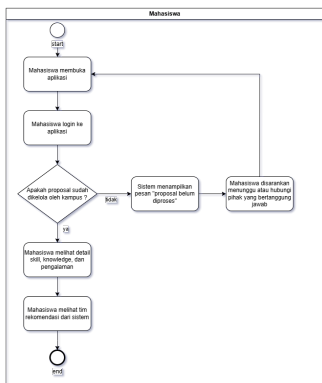 Mahasiswa
start
Mahasiswa membuka
aplikasi
Mahasiswa login ke
aplikasi
Apakah proposal sudah
dikelola oleh kampus ?
tidak
Sistem menampilkan
pesan "proposal belum
diproses"
Mahasiswa disarankan
menunggu atau hubungi
pihak yang bertanggung
jawab
ya
Mahasiswa melihat detail
skill, knowledge, dan
pengalaman
Mahasiswa melihat tim
rekomendasi dari sistem
end